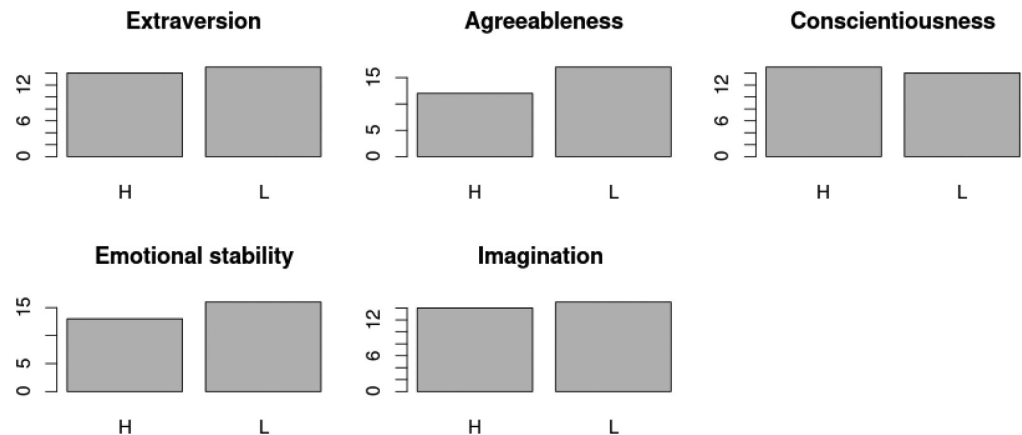 Extraversion
12
6
0
H L
Agreeableness
15
5
0
H L
Conscientiousness
12
6
0
H L
Emotional stability
15
5
0
H L
Imagination
12
6
0
H L